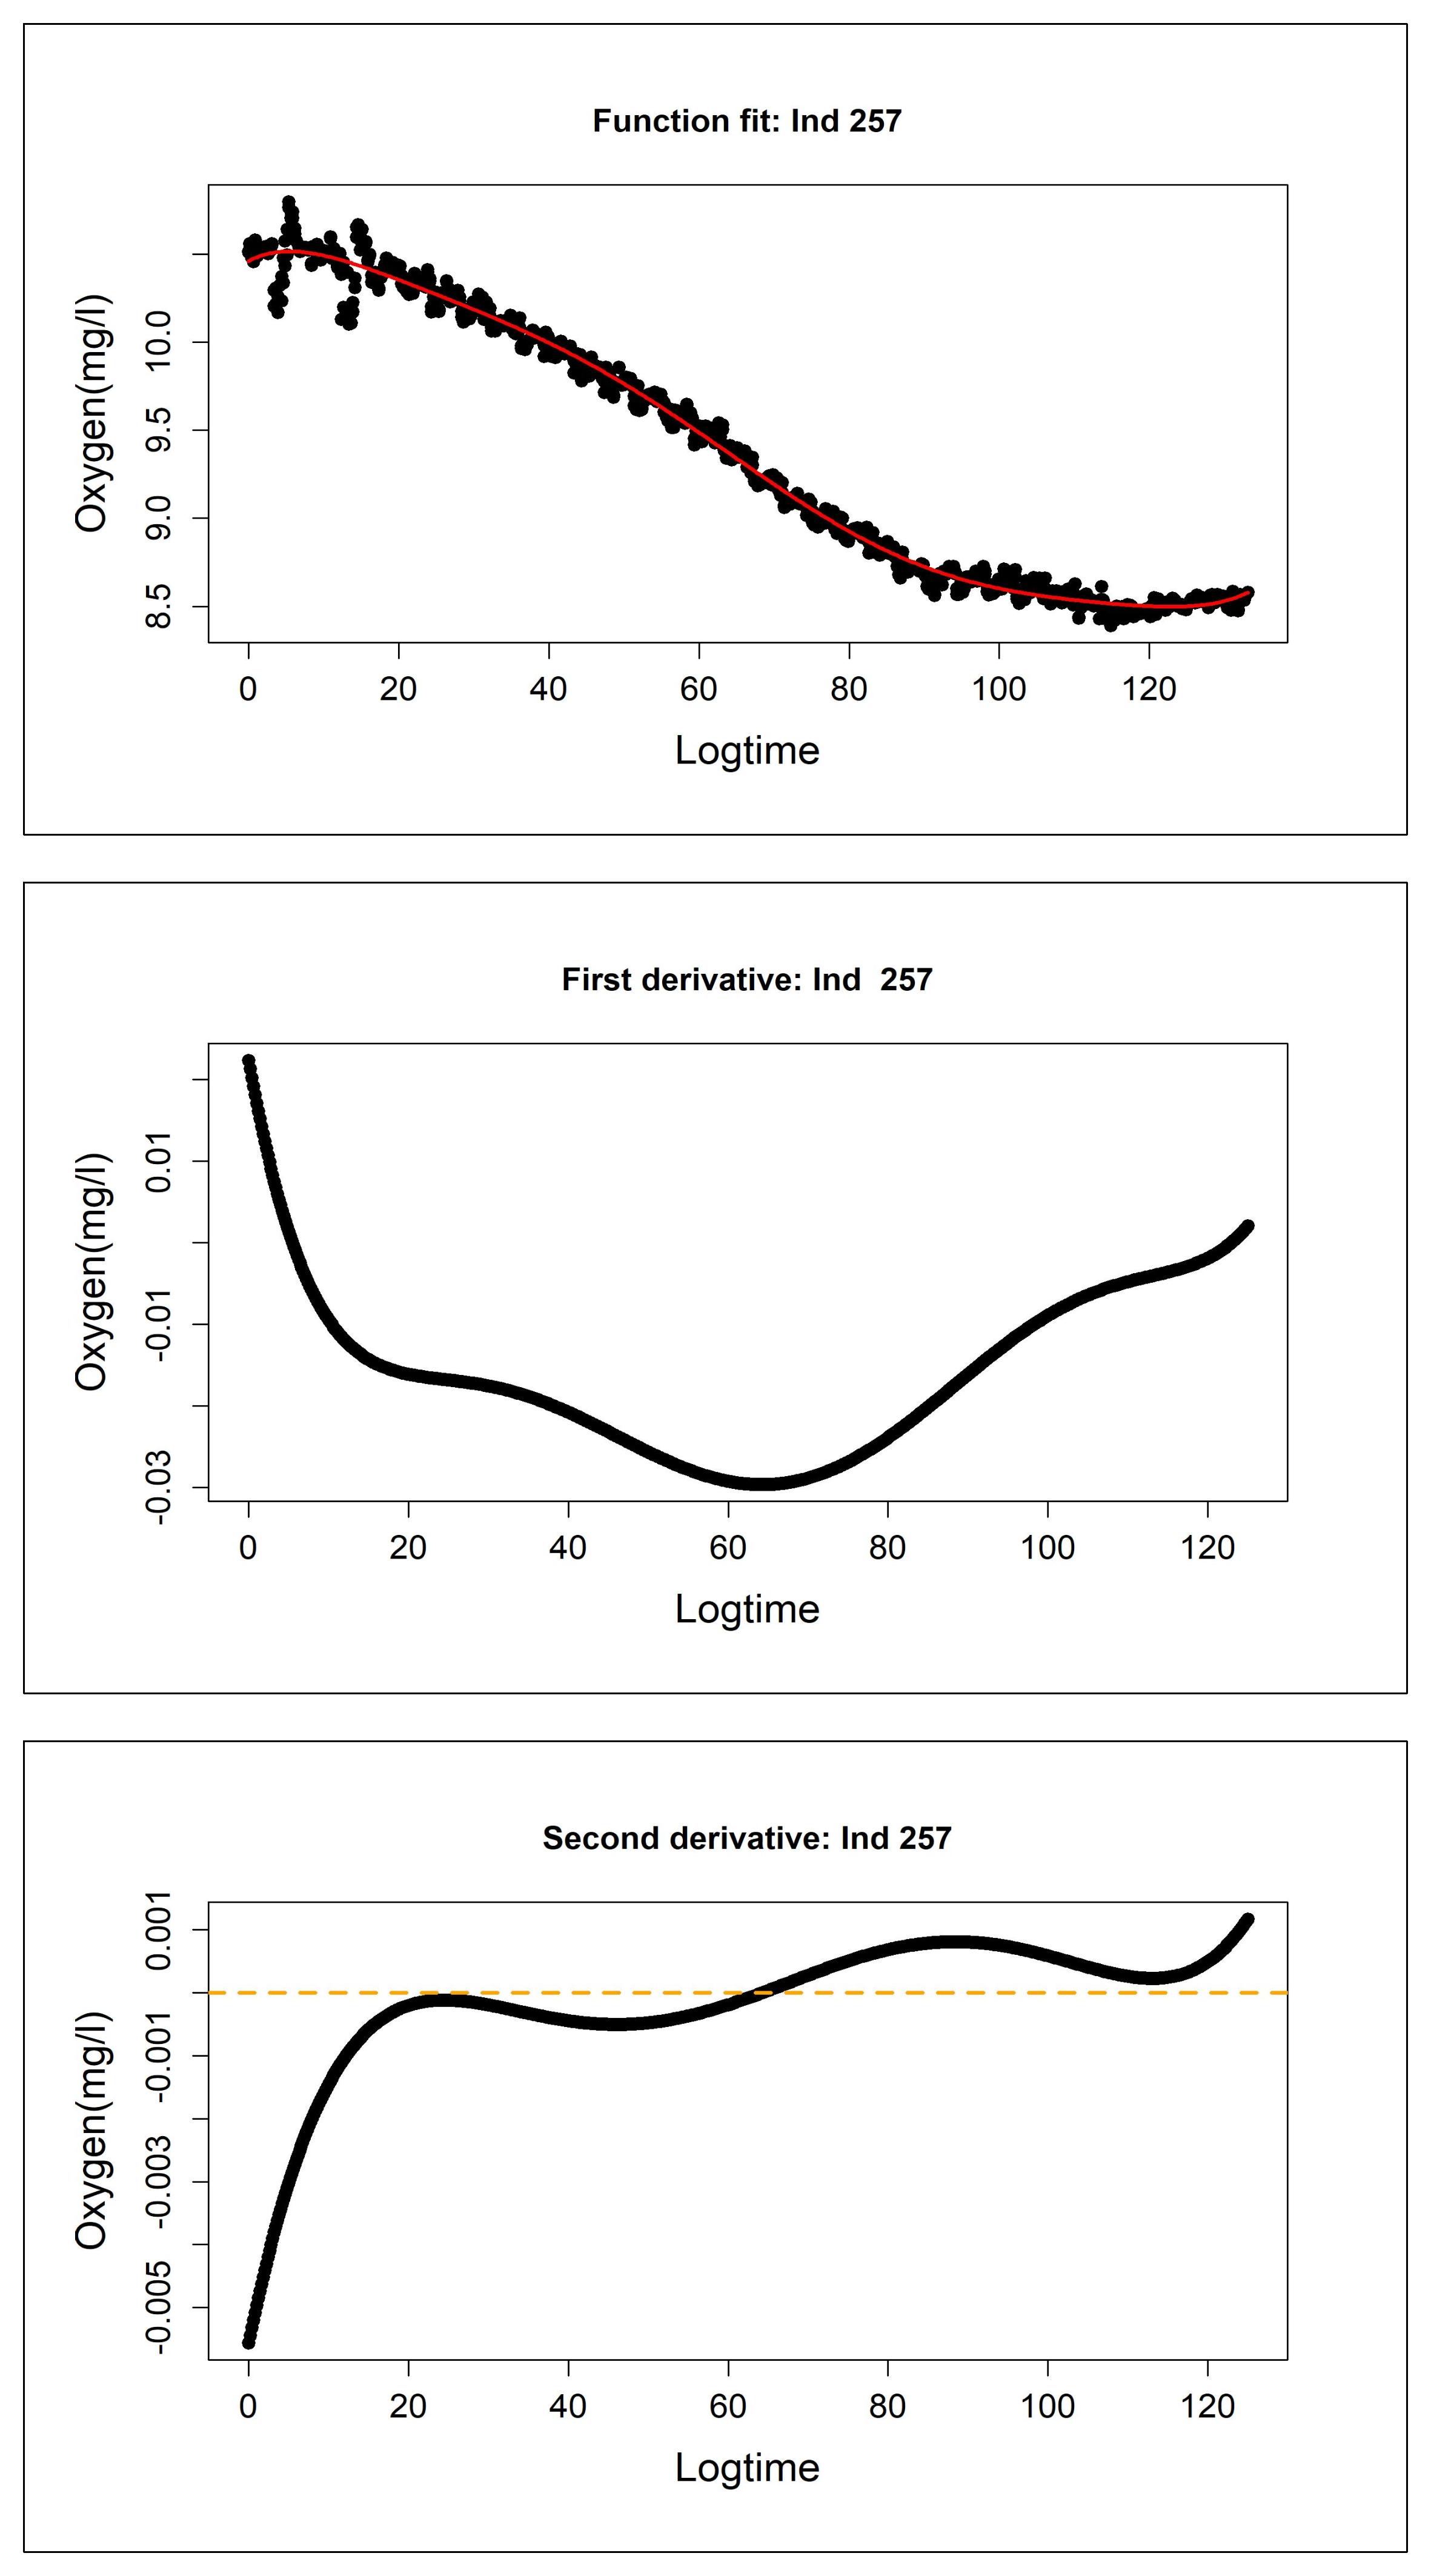 Function fit: Ind 257
Oxygen(mg/l)
10.0
9.5
9.0
8.5
0 20 40 60 80 100 120
Logtime
First derivative: Ind  257
Oxygen(mg/l)
0.01
-0.01
-0.03
0 20 40 60 80 100 120
Logtime
Second derivative: Ind 257
Oxygen(mg/l)
0.001
-0.001
-0.003
-0.005
0 20 40 60 80 100 120
Logtime